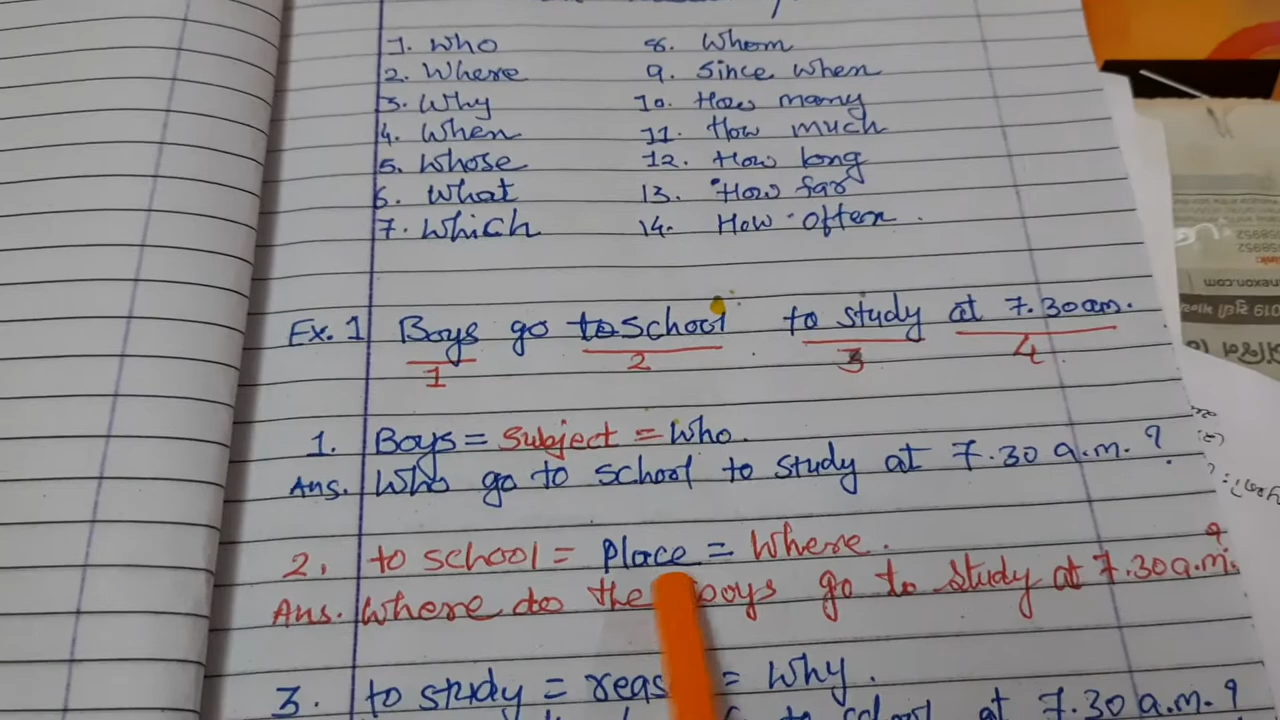 1. Who
2. Where
3. Why
4. When
5. Whose
6. What
7. Which
8. Whom
9. Since when
10. How many
11. How much
12. How long
13. How far
14. How often.
Ex.1 Boys go to school to study at 7.30am.
1 2 3 4
1. Boys = Subject = Who.
Ans. Who go to school to study at 7.30 a.m.?
2. to school = Place = Where.
Ans. Where do the boys go to study at 7.30a.m.?
3. to study = = Why.
to school at 7.30 a.m.?